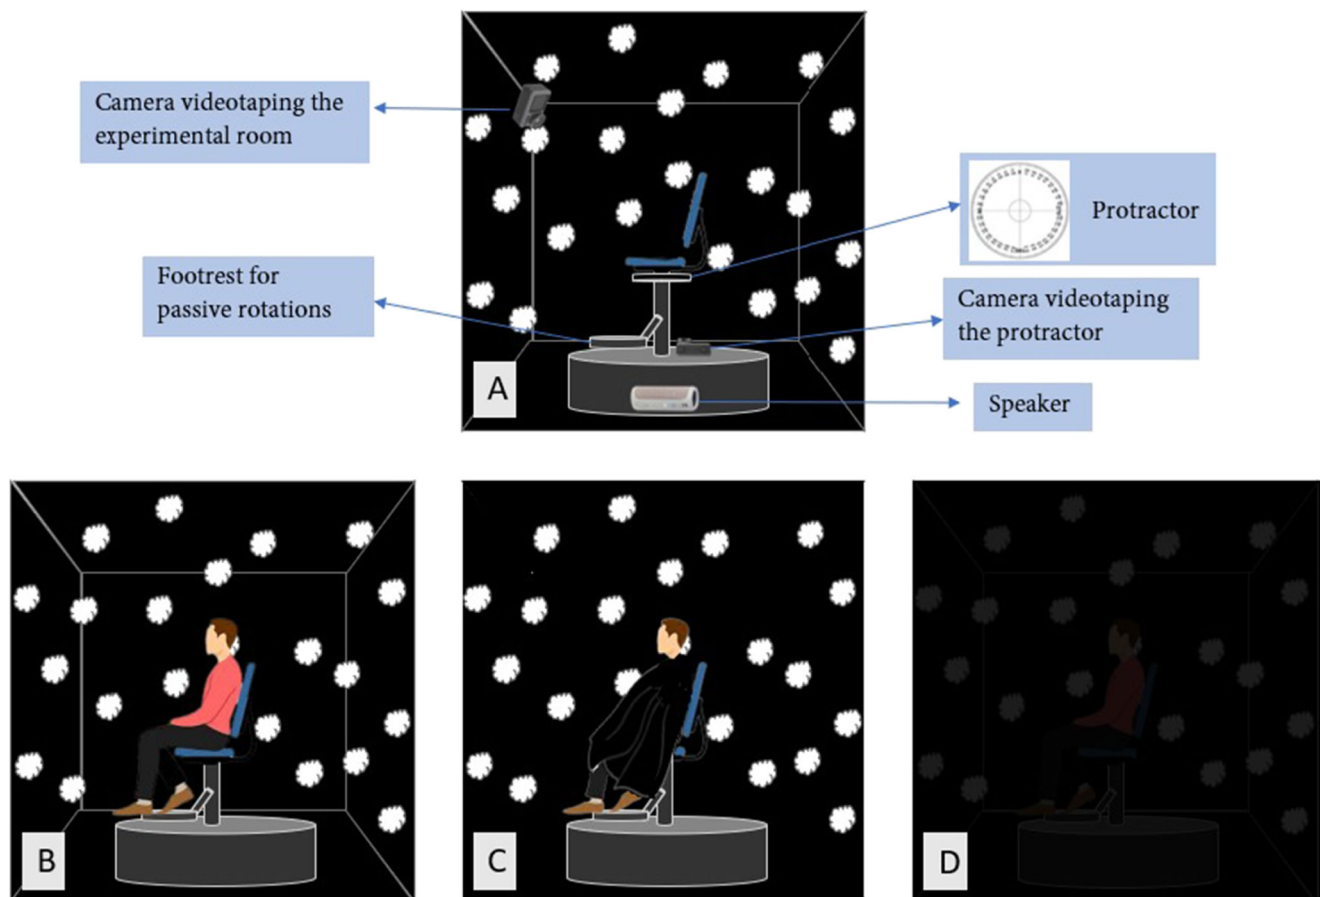 Camera videotaping the
experimental room
Protractor
Footrest for
passive rotations
Camera videotaping
the protractor
Speaker
A
B
C
D